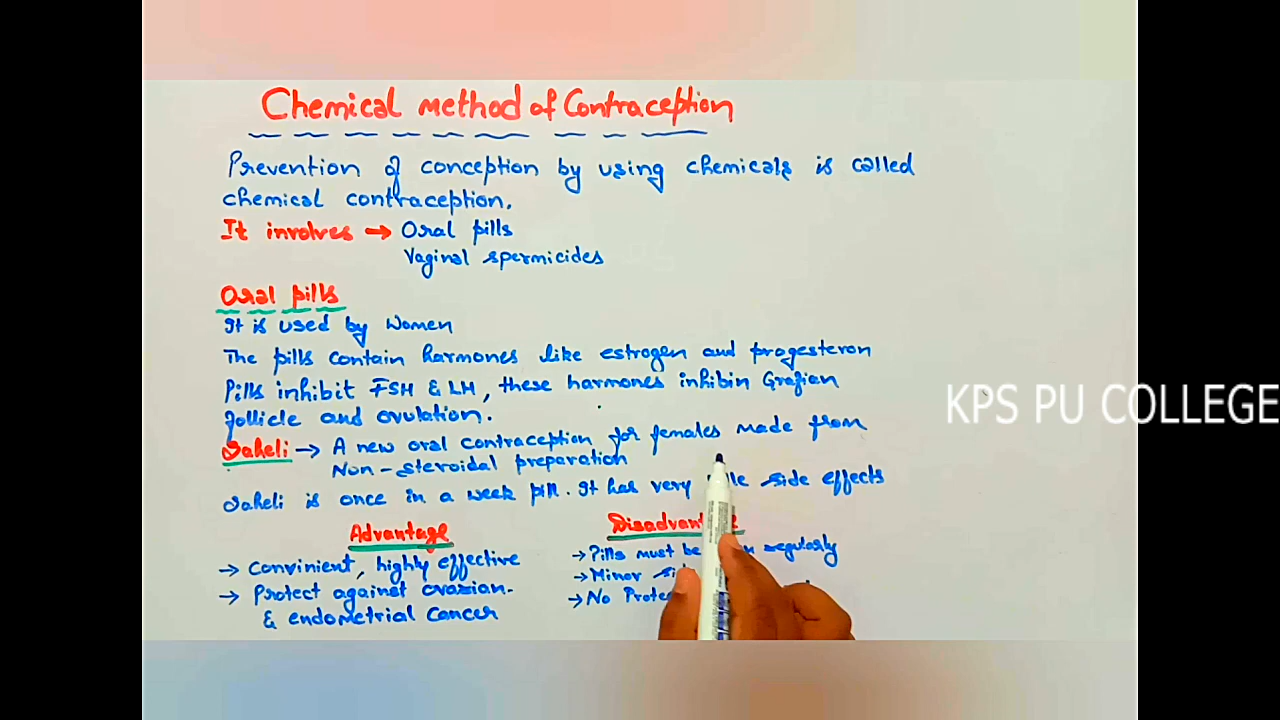 Chemical method of Contraception
Prevention of conception by using chemicals is called
chemical contraception.
It involves → Oral pills
Vaginal spermicides
Oral pills
It is used by Women
The pills contain harmones like estrogen and progesteron
Pills inhibit FSH & LH, these harmones inhibin Grafian
follicle and ovulation.
Saheli → A new oral contraception for females made from
Non-steroidal preparation
Saheli is once in a week pill. It has very side effects
Advantage
→ Convinient, highly effective
→ Protect against ovarian
& endometrial cancer
Disadvantage
→ Pills must be regularly
→ Minor
→ No
KPS PU COLLEGE